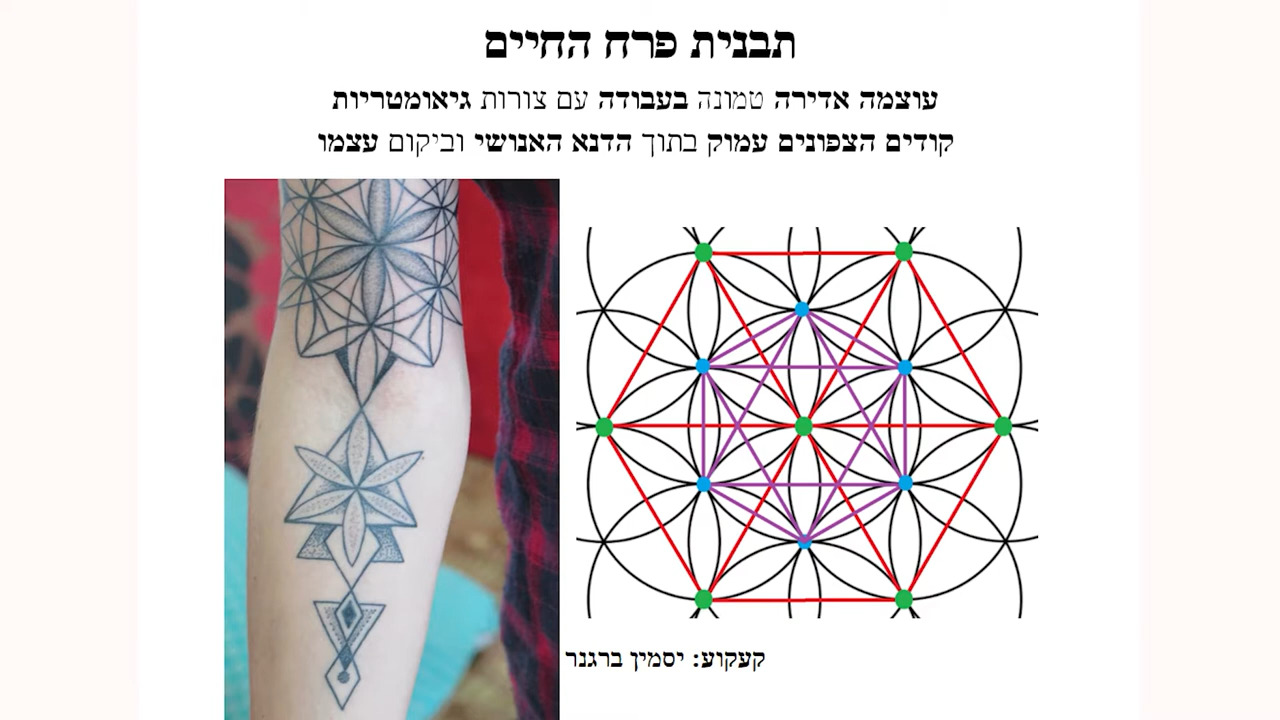 תבנית פרח החיים
עוצמה אדירה טמונה בעבודה עם צורות גיאומטריות
קודים הצפונים עמוק בתוך הדנא האנושי וביקום עצמו
קעקוע: יסמין ברגנר